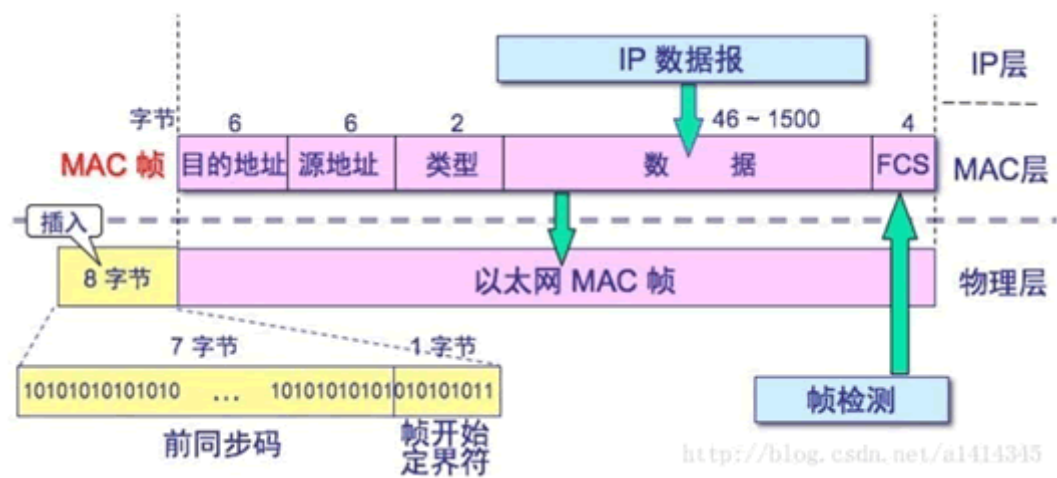 IP 数据报
IP层
字节 6 6 2 46 ~ 1500 4
MAC 帧 目的地址 源地址 类型 数 据 FCS MAC层
插入
8 字节 以太网 MAC 帧 物理层
7 字节 1 字节
10101010101010 ... 10101010101010101011
前同步码 帧开始
定界符
帧检测
http://blog.csdn.net/a1414345